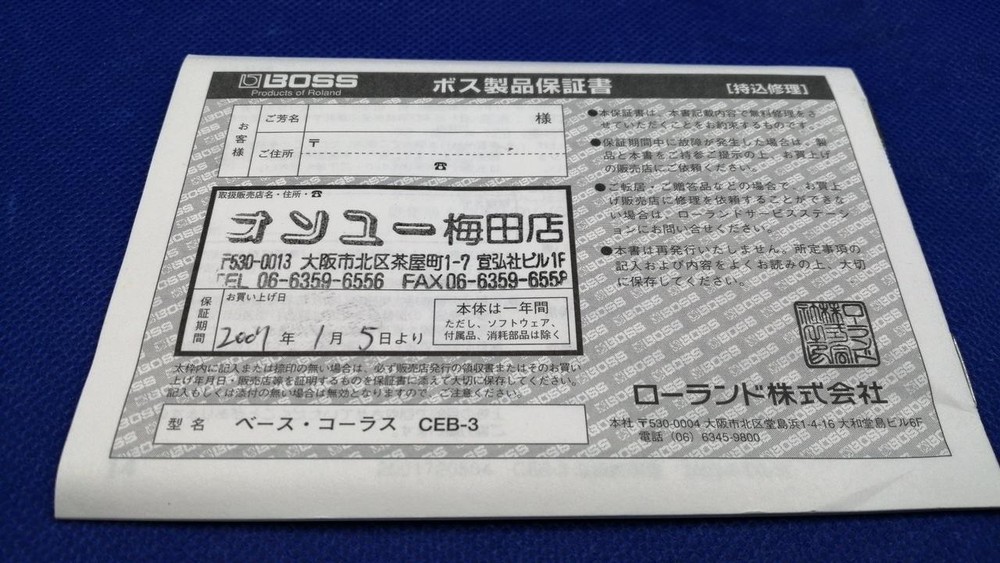 BOSS
Products of Roland
ボス製品保証書
[持込修理]
お客様
ご芳名
様
ご住所
〒
☎
取扱販売店名・住所・☎
オンユー梅田店
〒530-0013 大阪市北区茶屋町1-7 宣弘社ビル1F
TEL 06-6359-6556 FAX06-6359-6558
保証期間
お買い上げ日
2007年 1月 5日より
本体は一年間
ただし、ソフトウェア、
付属品、消耗部品は除く
太枠内に記入または捺印の無い場合は、必ず販売店発行の領収書またはそのお買い
上げ年月日・販売店等を証明するものを保証書に添えて大切に保存してください。
記入もしくは添付の無い場合は無効となりますので、ご注意ください。
型名 ベース・コーラス CEB-3
●本保証書は、本書記載内容で無料修理をさ
せていただくことをお約束するものです。
●保証期間中に故障が発生した場合は、製
品と本書をご持参ご提示の上、お買上げ
の販売店にご依頼ください。
●ご転居・ご贈答品などの場合で、お買上
げ販売店に修理を依頼することができな
い場合は、ローランドサービスステーショ
ンにお問い合せください。
●本書は再発行いたしません。所定事項の
記入および内容をよくお読みの上、大切
に保存してください。
ローランド株式会社
本社 〒530-0004 大阪市北区堂島浜1-4-16 大和堂島ビル6F
電話 (06) 6345-9800